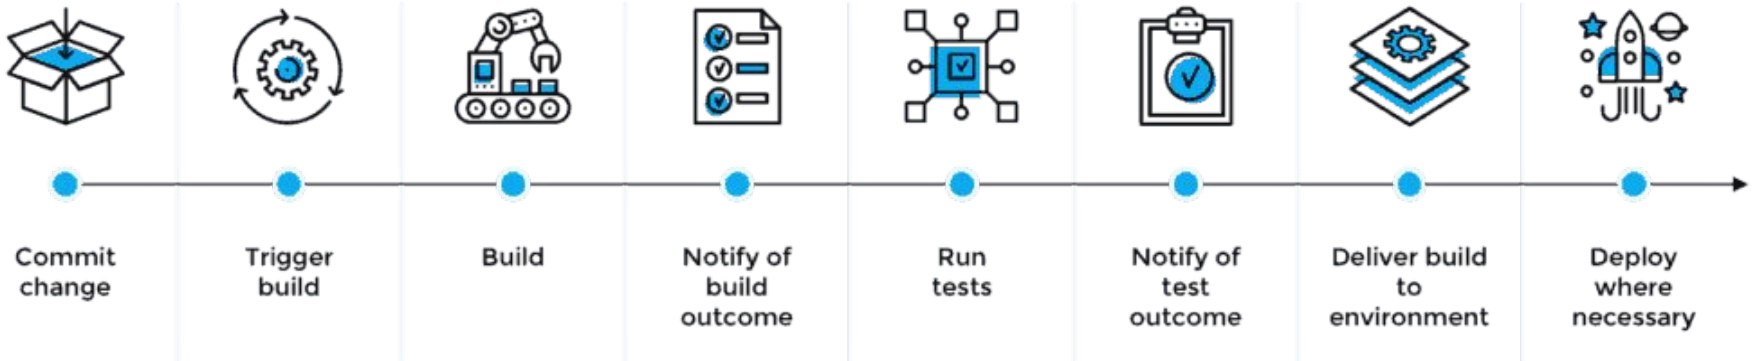 Commit
change
Trigger
build
Build
Notify of
build
outcome
Run
tests
Notify of
test
outcome
Deliver build
to
environment
Deploy
where
necessary